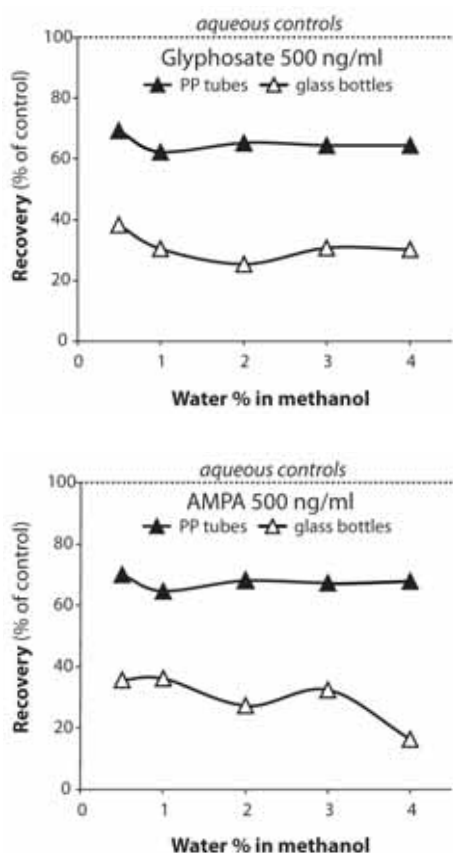 aqueous controls
100
Glyphosate 500 ng/ml
PP tubes glass bottles
80
60
40
20
0
Recovery (% of control)
0 1 2 3 4
Water % in methanol
aqueous controls
100
AMPA 500 ng/ml
PP tubes glass bottles
80
60
40
20
0
Recovery (% of control)
0 1 2 3 4
Water % in methanol